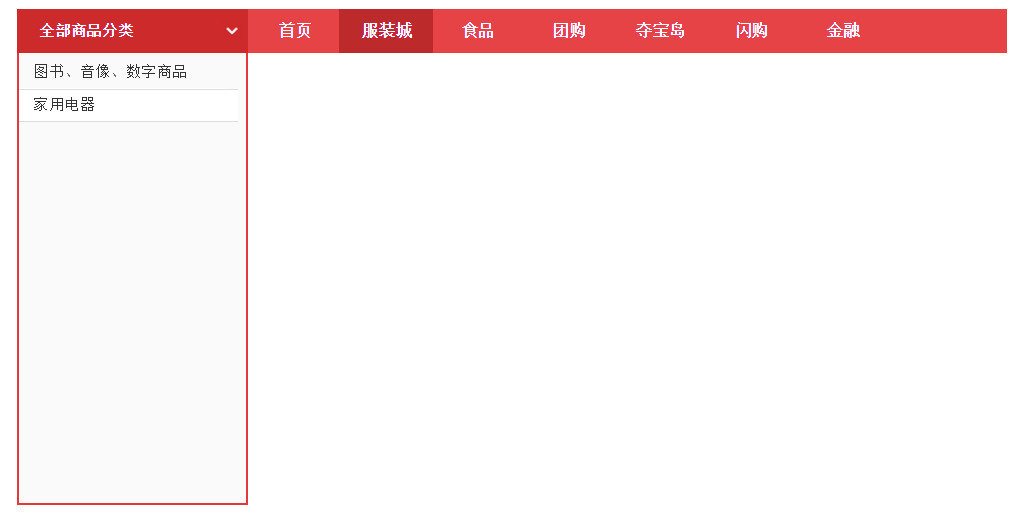 全部商品分类 首页 服装城 食品 团购 夺宝岛 闪购 金融
图书、音像、数字商品
家用电器